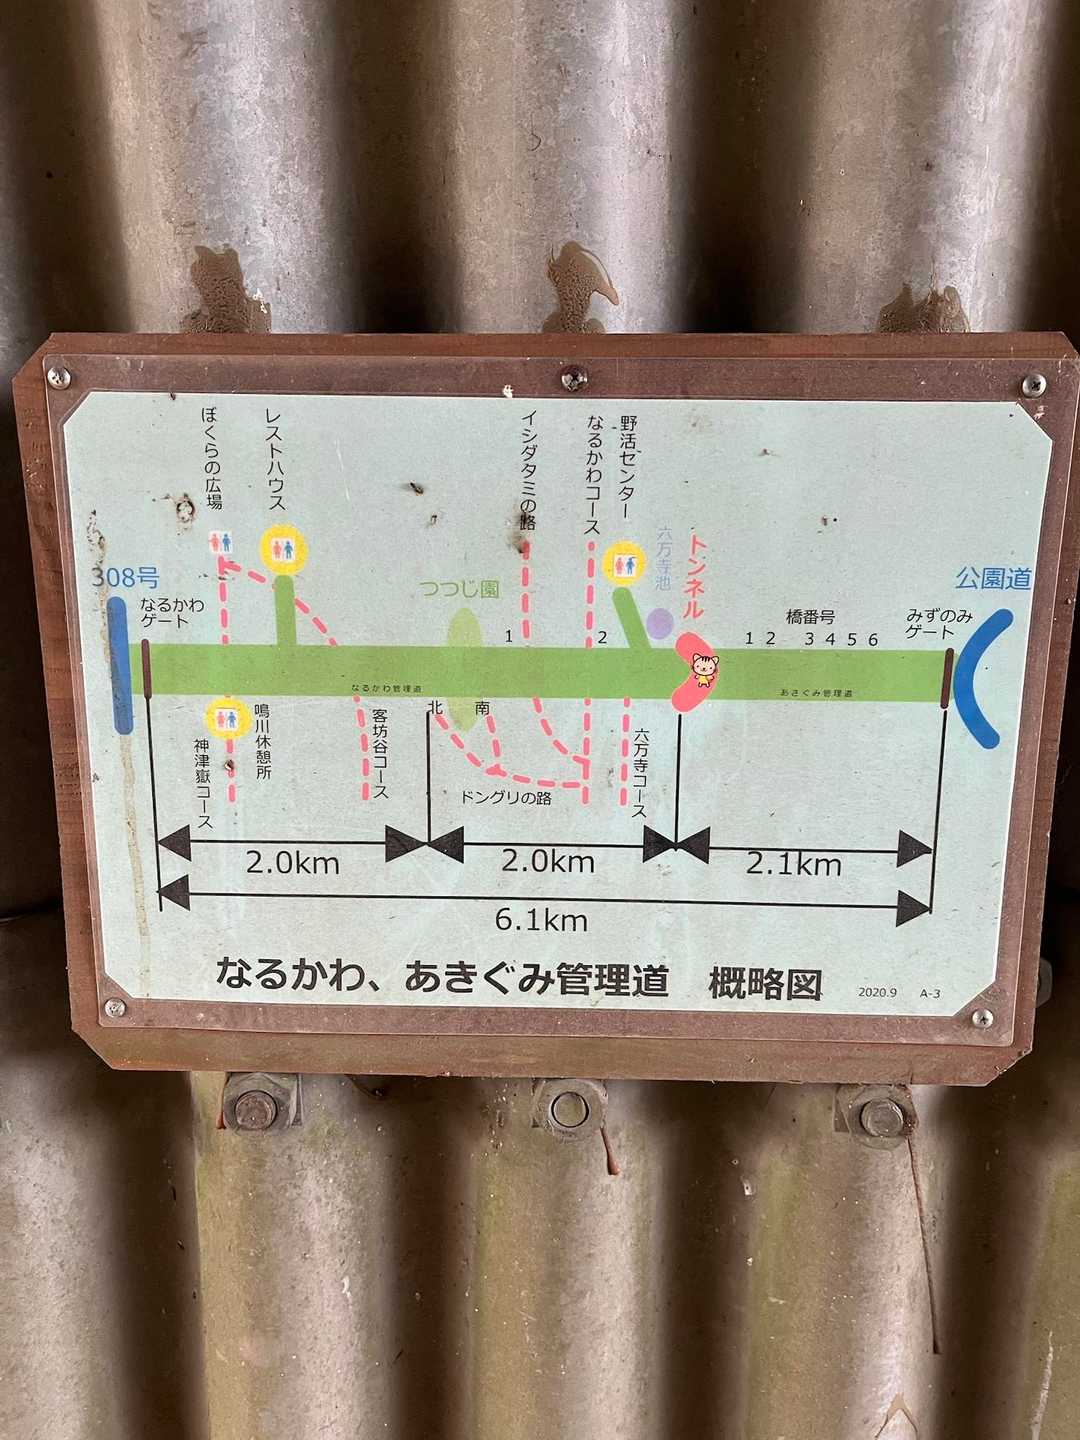 ぼくらの広場
レストハウス
イシダタミの路
なるかわコース
野活センター
六万寺池
トンネル
308号
なるかわ
ゲート
つつじ園
1
2
橋番号
1 2 3 4 5 6
みずのみ
ゲート
公園道
なるかわ管理道
あきぐみ管理道
北
南
鳴川休憩所
神津嶽コース
客坊谷コース
ドングリの路
六万寺コース
2.0km
2.0km
2.1km
6.1km
なるかわ、あきぐみ管理道 概略図
2020.9 A-3